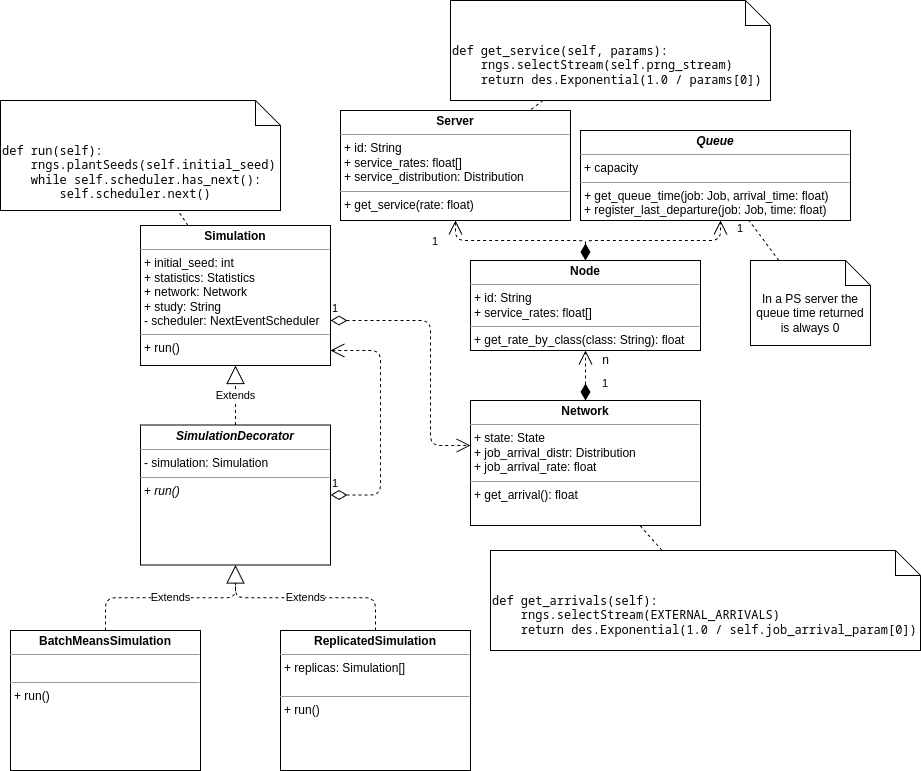 def get_service(self, params):
    rngs.selectStream(self.prng_stream)
    return des.Exponential(1.0 / params[0])
def run(self):
    rngs.plantSeeds(self.initial_seed)
    while self.scheduler.has_next():
        self.scheduler.next()
Server
+ id: String
+ service_rates: float[]
+ service_distribution: Distribution
+ get_service(rate: float)
Queue
+ capacity
+ get_queue_time(job: Job, arrival_time: float)
+ register_last_departure(job: Job, time: float)
1
1
Simulation
+ initial_seed: int
+ statistics: Statistics
+ network: Network
+ study: String
- scheduler: NextEventScheduler
+ run()
1
Node
+ id: String
+ service_rates: float[]
+ get_rate_by_class(class: String): float
In a PS server the
queue time returned
is always 0
n
1
Extends
Network
+ state: State
+ job_arrival_distr: Distribution
+ job_arrival_rate: float
+ get_arrival(): float
SimulationDecorator
- simulation: Simulation
+ run()
1
def get_arrivals(self):
    rngs.selectStream(EXTERNAL_ARRIVALS)
    return des.Exponential(1.0 / self.job_arrival_param[0])
Extends
Extends
BatchMeansSimulation
+ run()
ReplicatedSimulation
+ replicas: Simulation[]
+ run()